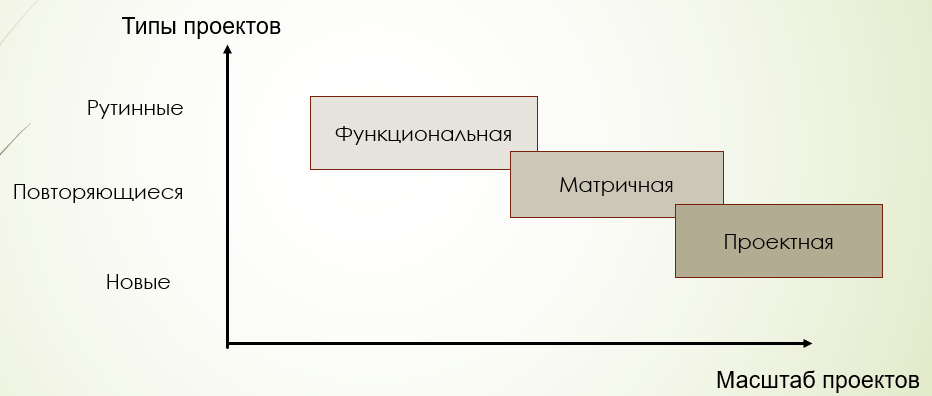 Типы проектов
Рутинные
Функциональная
Повторяющиеся
Матричная
Проектная
Новые
Масштаб проектов